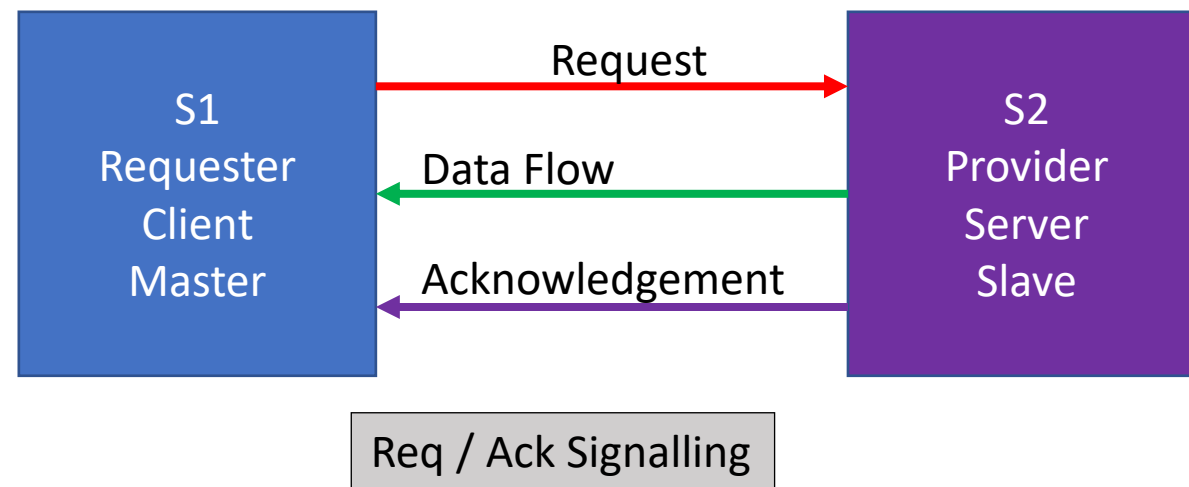 S1
Requester
Client
Master
Request
Data Flow
Acknowledgement
S2
Provider
Server
Slave
Req / Ack Signalling